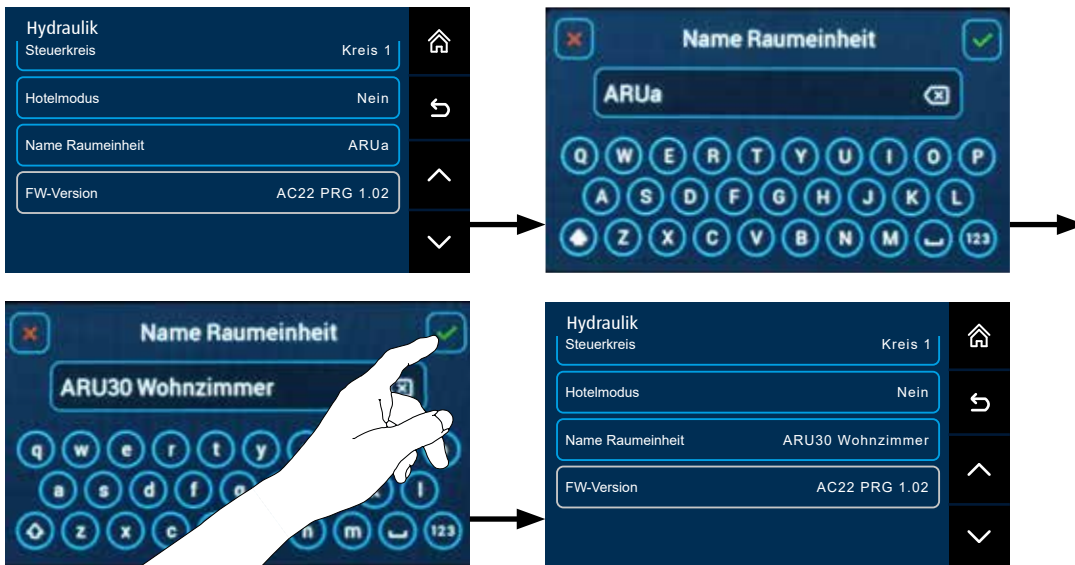 Hydraulik
Steuerkreis Kreis 1
Hotelmodus Nein
Name Raumeinheit ARUa
FW-Version AC22 PRG 1.02
Name Raumeinheit
ARUa
Q W E R T Y U I O P
A S D F G H J K L
Z X C V B N M 123
Name Raumeinheit
ARU30 Wohnzimmer
q w e r t y
a s d f g l
z x c n m 123
Hydraulik
Steuerkreis Kreis 1
Hotelmodus Nein
Name Raumeinheit ARU30 Wohnzimmer
FW-Version AC22 PRG 1.02